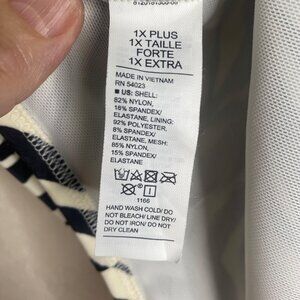 1X PLUS
1X TAILLE
FORTE
1X EXTRA
MADE IN VIETNAM
RN 54023
■ US: SHELL:
82% NYLON,
18% SPANDEX/
ELASTANE, LINING:
92% POLYESTER,
8% SPANDEX/
ELASTANE, MESH:
85% NYLON,
15% SPANDEX/
ELASTANE
1166
HAND WASH COLD/ DO
NOT BLEACH/ LINE DRY/
DO NOT IRON/ DO NOT
DRY CLEAN